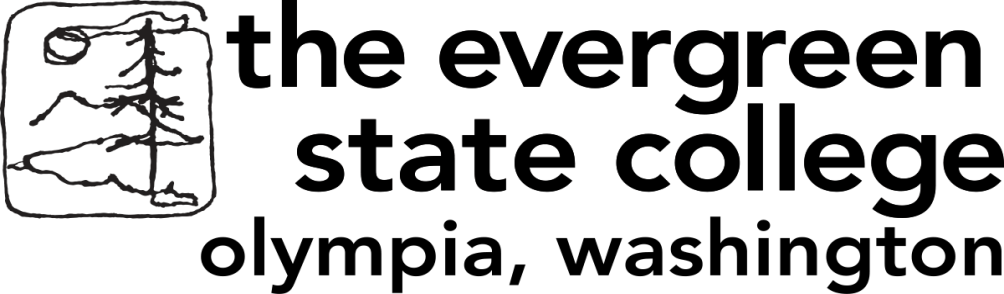 the evergreen
state college
olympia, washington